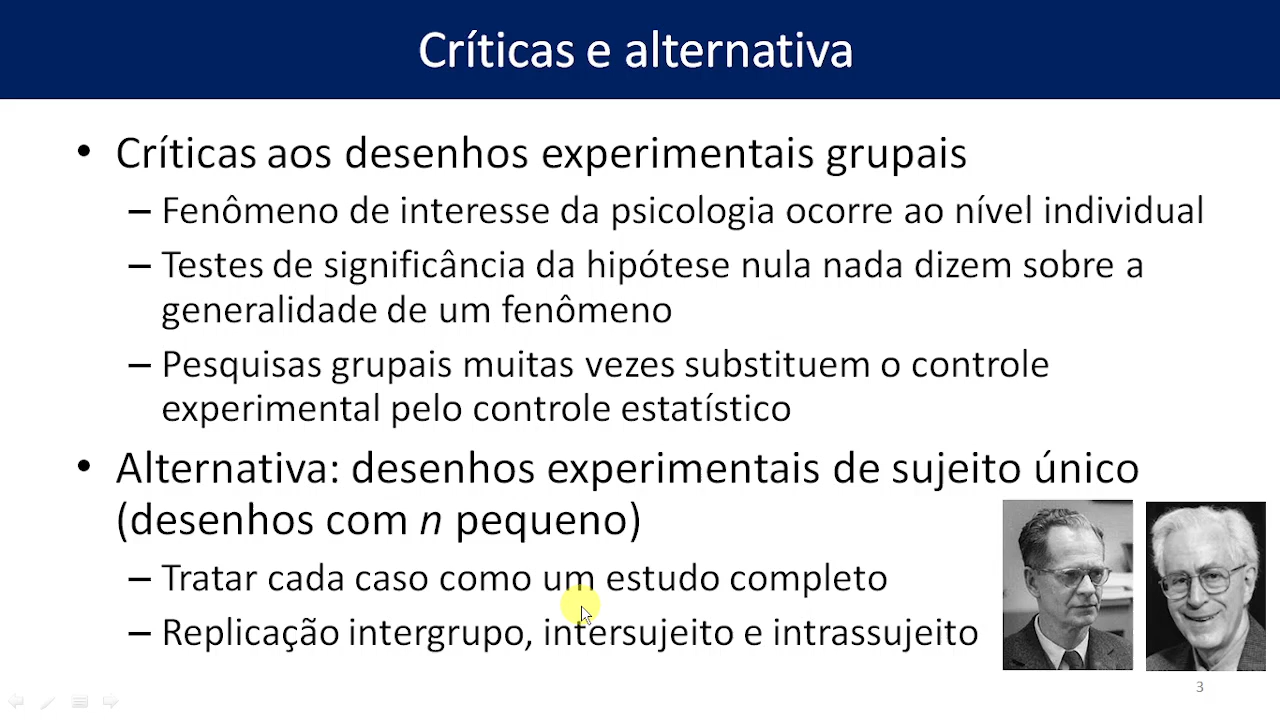 Críticas e alternativa
• Críticas aos desenhos experimentais grupais
– Fenômeno de interesse da psicologia ocorre ao nível individual
– Testes de significância da hipótese nula nada dizem sobre a
generalidade de um fenômeno
– Pesquisas grupais muitas vezes substituem o controle
experimental pelo controle estatístico
• Alternativa: desenhos experimentais de sujeito único
(desenhos com n pequeno)
– Tratar cada caso como um estudo completo
– Replicação intergrupo, intersujeito e intrassujeito
3